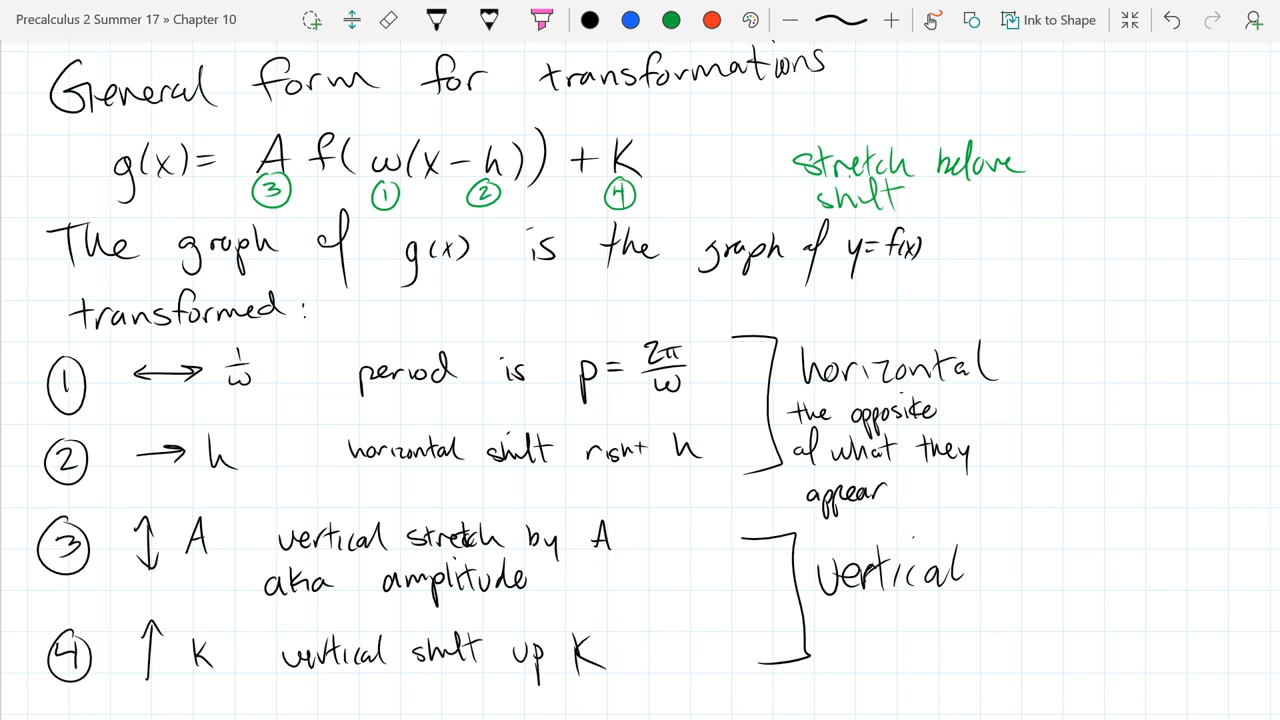 Precalculus 2 Summer 17 » Chapter 10
Ink to Shape
General form for transformations
g(x) = A f( ω(x − h)) + K
③ ① ② ④
stretch before
shift
The graph of g(x) is the graph of y = f(x)
transformed:
① ↔ 1/ω period is p = 2π/ω
② → h horizontal shift right h
horizontal
the opposite
of what they
appear
③ ↕ A vertical stretch by A
aka amplitude
④ ↑ K vertical shift up K
vertical